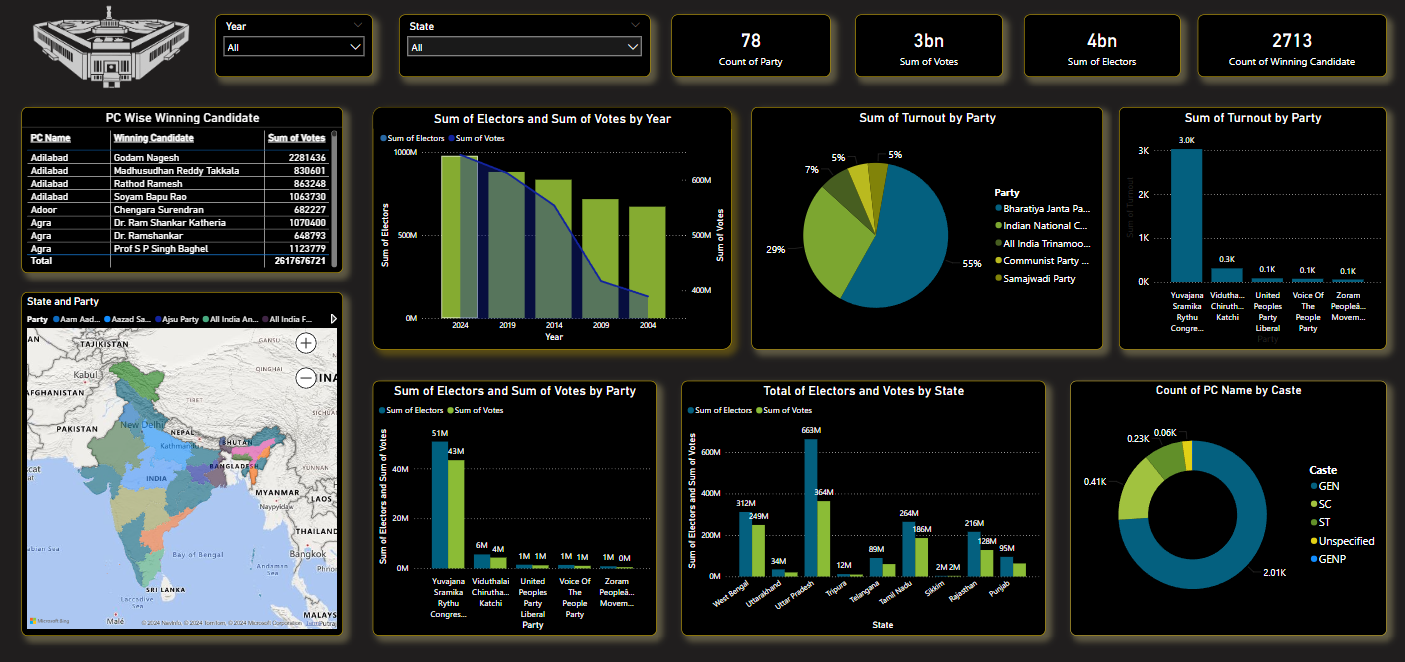 Year
All
State
All
78
Count of Party
3bn
Sum of Votes
4bn
Sum of Electors
2713
Count of Winning Candidate
PC Wise Winning Candidate
PC Name Winning Candidate Sum of Votes
Adilabad Godam Nagesh 2281436
Adilabad Madhusudhan Reddy Takkala 830601
Adilabad Rathod Ramesh 863248
Adilabad Soyam Bapu Rao 1063730
Adoor Chengara Surendran 682227
Agra Dr. Ram Shankar Katheria 1070400
Agra Dr. Ramshankar 648793
Agra Prof S P Singh Baghel 1123779
Total 2617676721
Sum of Electors and Sum of Votes by Year
Sum of Electors Sum of Votes
1000M
500M
0M
600M
500M
400M
Sum of Electors
Sum of Votes
2024 2019 2014 2009 2004
Year
Sum of Turnout by Party
5%
5%
7%
29%
55%
Party
Bharatiya Janta Pa...
Indian National C...
All India Trinamoo...
Communist Party ...
Samajwadi Party
Sum of Turnout by Party
3K
2K
1K
0K
Sum of Turnout
3.0K
0.3K
0.1K
0.1K
0.1K
Yuvajana Sramika Rythu Congre...
Vidutha... Chirutha... Katchi
United Peoples Party Liberal
Voice Of The People Party
Zoram Peopleâ... Movem...
Party
State and Party
Party Aam Aad... Aazad Sa... Ajsu Party All India An... All India F...
TAJIKISTAN
GANSU
QINGHAI
Kabul
AFGHANISTAN
TIBET
SICHUA
PAKISTAN
New Delhi
NEPAL
Kathmandu
BHUTAN
YUNNAN
BANGLADESH
INDIA
MYANMAR
LAOS
Naypyidaw
THAILAND
Bay of Bengal
Bangkok
Andaman Sea
SRI LANKA
Laccadive Sea
Malé
MALAYS
Microsoft Bing
© 2024 NavInfo, © 2024 TomTom, © 2024 Microsoft Corporation
Sum of Electors and Sum of Votes by Party
Sum of Electors Sum of Votes
Sum of Electors and Sum of Votes
40M
20M
0M
51M
43M
6M 4M
1M 1M
1M 1M
1M 0M
Yuvajana Sramika Rythu Congres...
Viduthalai Chirutha... Katchi
United Peoples Party Liberal
Voice Of The People Party
Zoram Peopleâ... Movem...
Party
Total of Electors and Votes by State
Sum of Electors Sum of Votes
Sum of Electors and Sum of Votes
600M
400M
200M
0M
312M
249M
34M
663M
364M
12M
89M
264M
186M
2M 2M
216M
128M
95M
West Bengal Uttarakhand Uttar Pradesh Tripura Telangana Tamil Nadu Sikkim Rajasthan Punjab
State
Count of PC Name by Caste
0.06K
0.23K
0.41K
2.01K
Caste
GEN
SC
ST
Unspecified
GENP